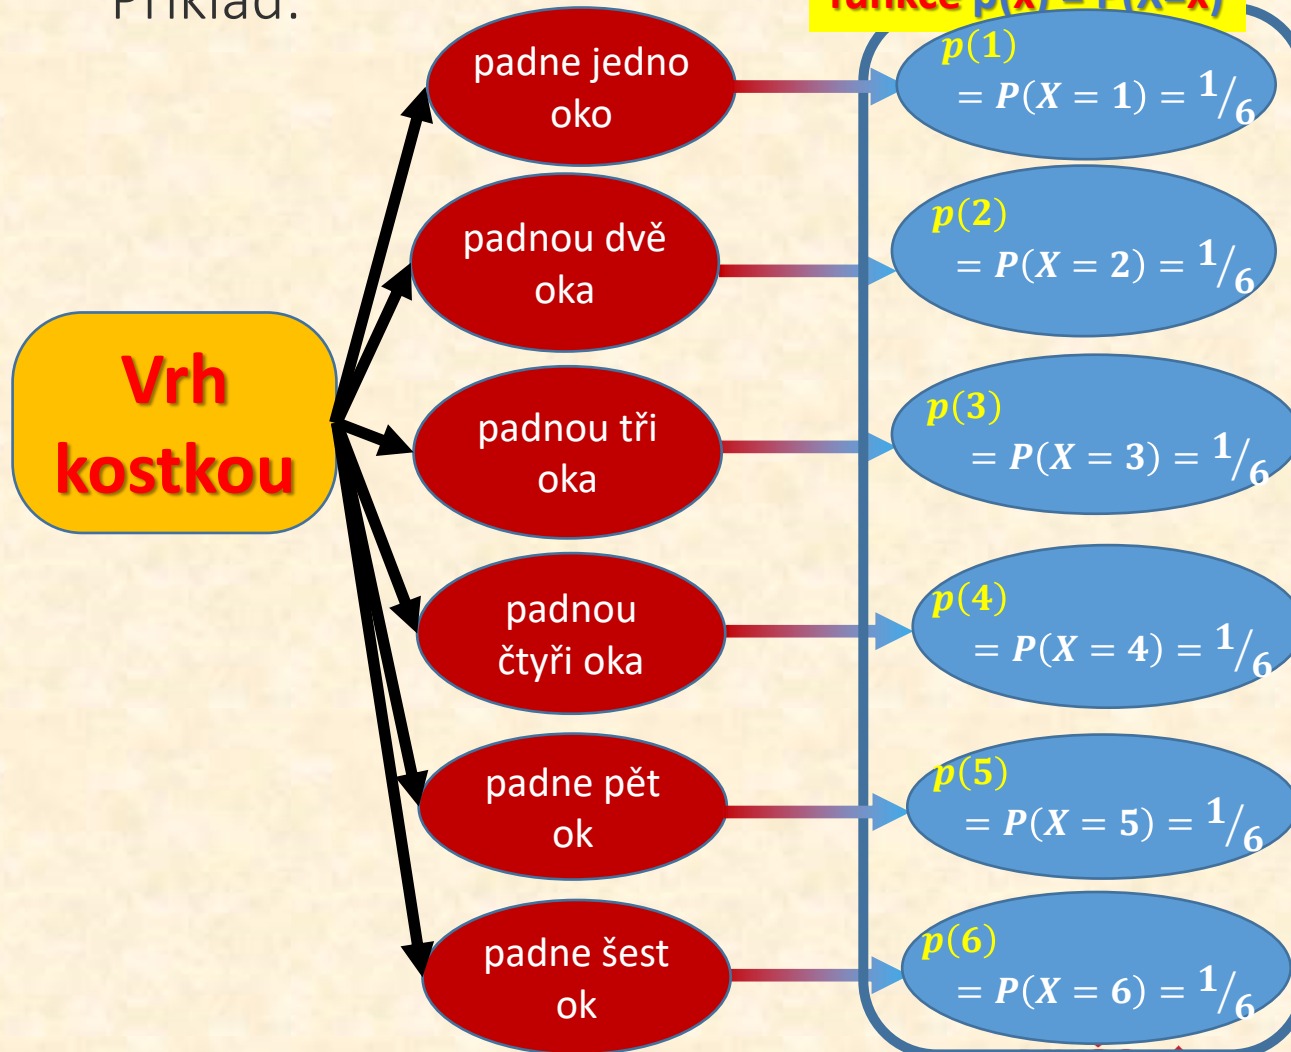 Příklad:
funkce p(x) = P(X=x)
Vrh
kostkou
padne jedno
oko
p(1)
= P(X = 1) = 1/6
padnou dvě
oka
p(2)
= P(X = 2) = 1/6
padnou tři
oka
p(3)
= P(X = 3) = 1/6
padnou
čtyři oka
p(4)
= P(X = 4) = 1/6
padne pět
ok
p(5)
= P(X = 5) = 1/6
padne šest
ok
p(6)
= P(X = 6) = 1/6